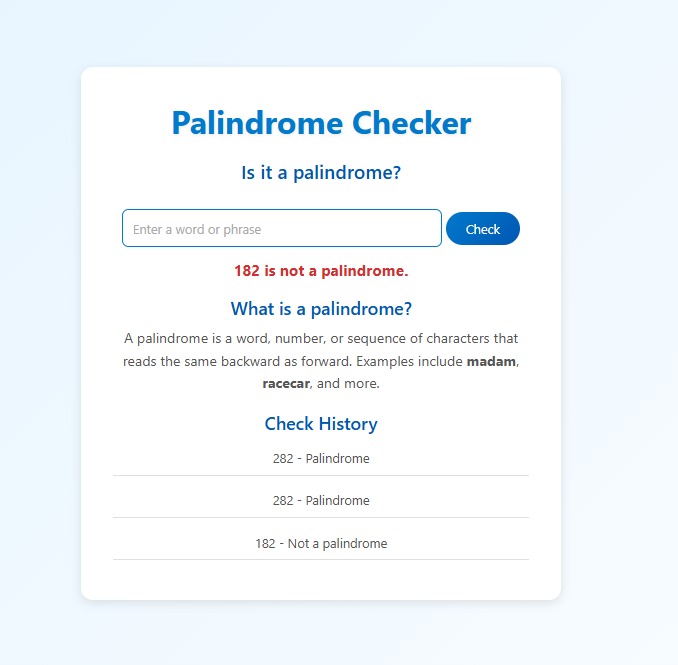 Palindrome Checker
Is it a palindrome?
Enter a word or phrase
Check
182 is not a palindrome.
What is a palindrome?
A palindrome is a word, number, or sequence of characters that
reads the same backward as forward. Examples include madam,
racecar, and more.
Check History
282 - Palindrome
282 - Palindrome
182 - Not a palindrome